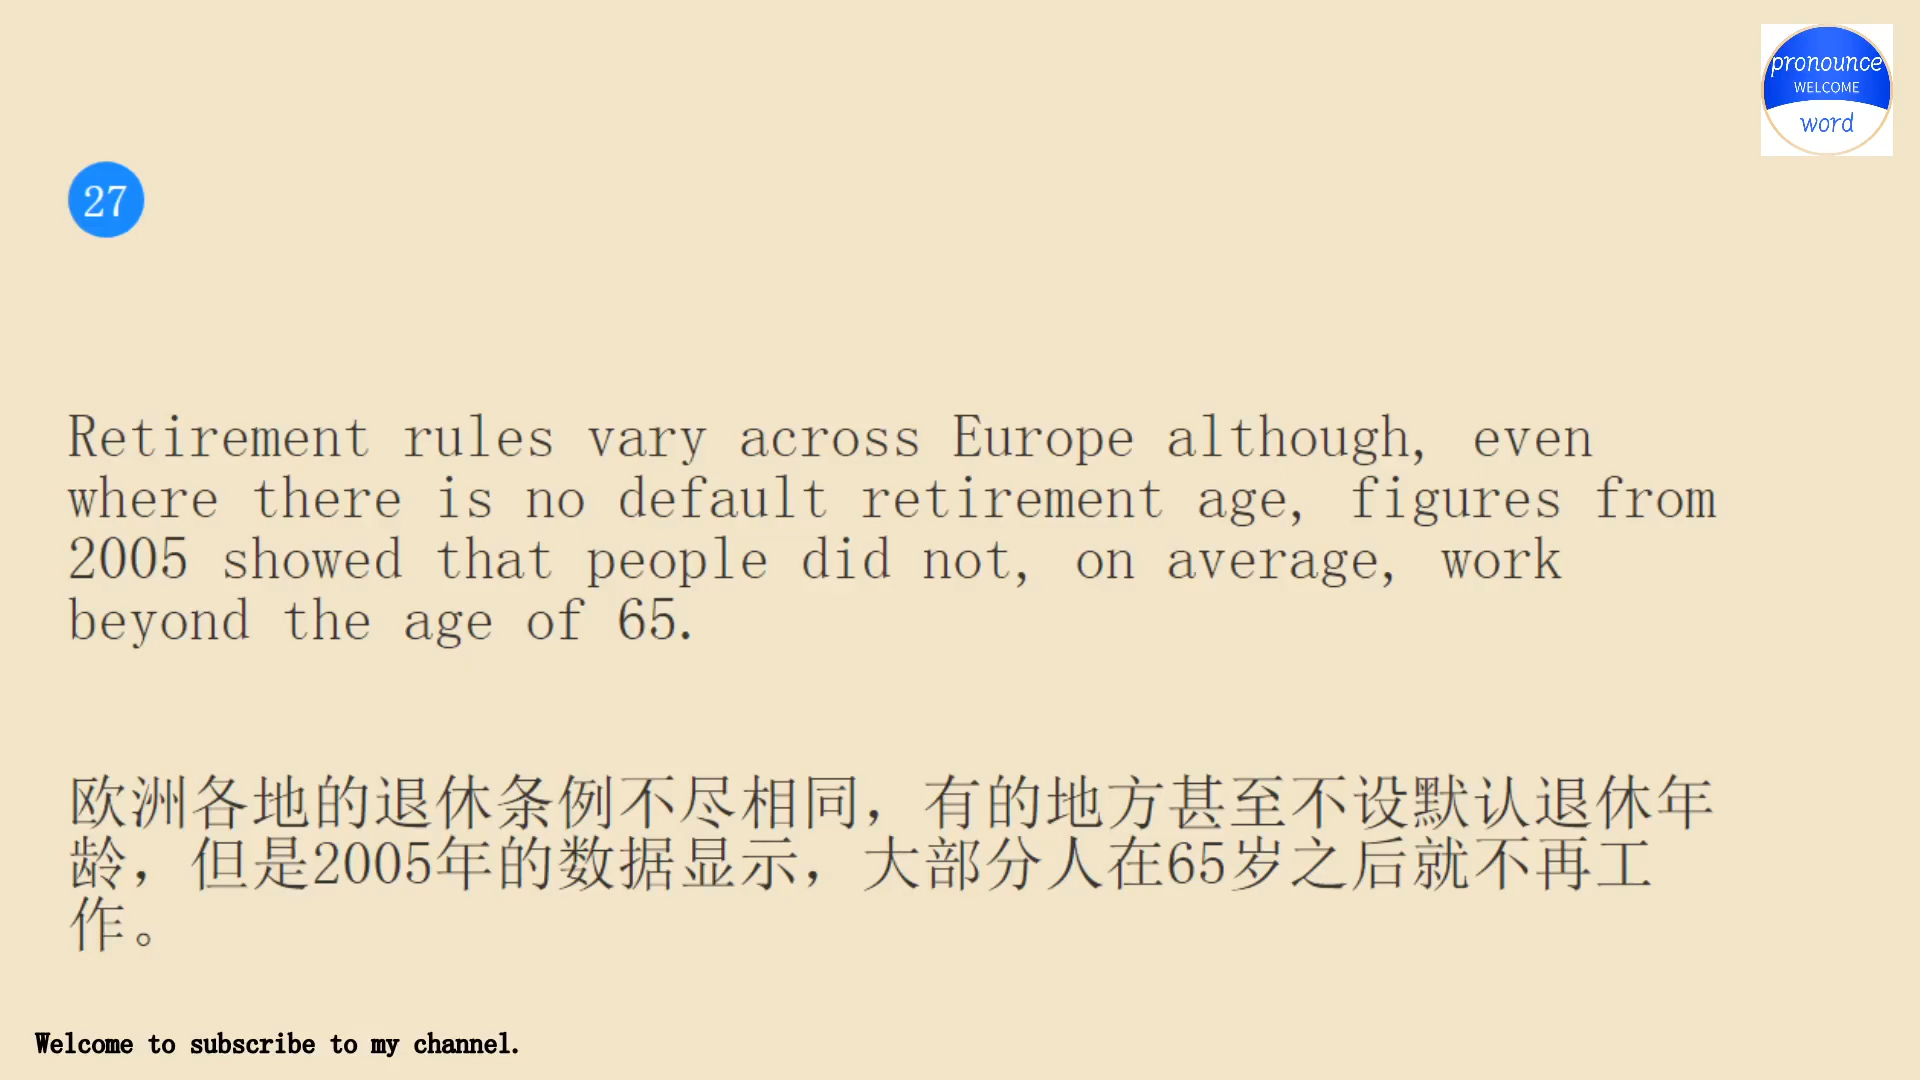 pronounce
WELCOME
word
27
Retirement rules vary across Europe although, even
where there is no default retirement age, figures from
2005 showed that people did not, on average, work
beyond the age of 65.
欧洲各地的退休条例不尽相同，有的地方甚至不设默认退休年
龄，但是2005年的数据显示，大部分人在65岁之后就不再工
作。
Welcome to subscribe to my channel.